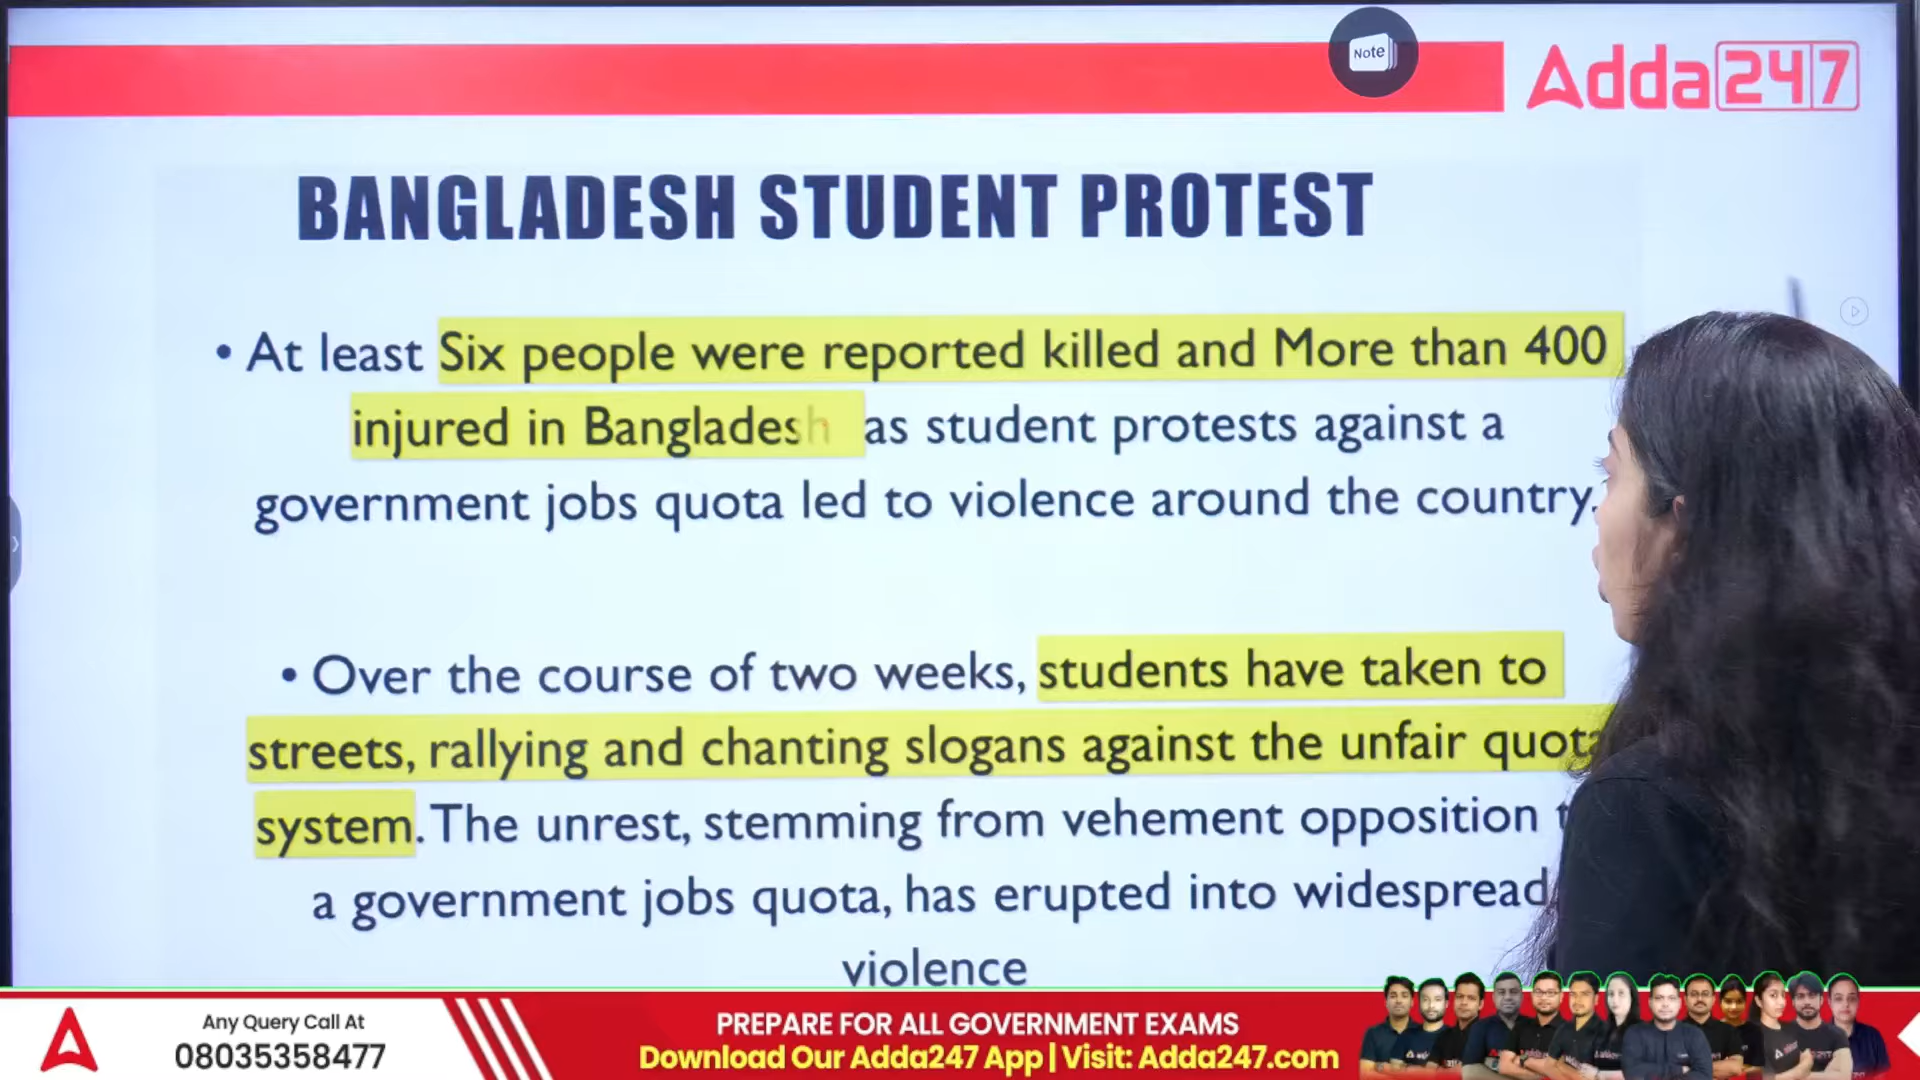 Note
Adda247
BANGLADESH STUDENT PROTEST
• At least Six people were reported killed and More than 400
injured in Bangladesh as student protests against a
government jobs quota led to violence around the country.
• Over the course of two weeks, students have taken to
streets, rallying and chanting slogans against the unfair quota
system. The unrest, stemming from vehement opposition
a government jobs quota, has erupted into widespread
violence
Any Query Call At
08035358477
PREPARE FOR ALL GOVERNMENT EXAMS
Download Our Adda247 App | Visit: Adda247.com